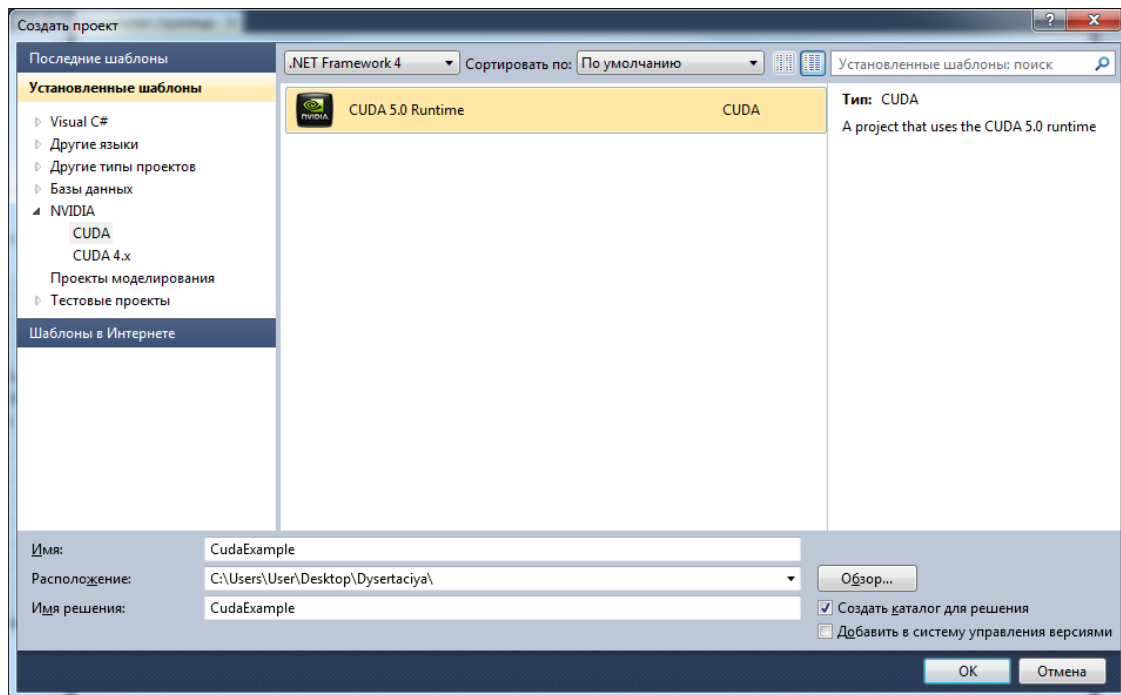 Создать проект
Последние шаблоны
Установленные шаблоны
Visual C#
Другие языки
Другие типы проектов
Базы данных
NVIDIA
CUDA
CUDA 4.x
Проекты моделирования
Тестовые проекты
Шаблоны в Интернете
.NET Framework 4 Сортировать по: По умолчанию
Установленные шаблоны: поиск
NVIDIA CUDA 5.0 Runtime CUDA
Тип: CUDA
A project that uses the CUDA 5.0 runtime
Имя: CudaExample
Расположение: C:\Users\User\Desktop\Dysertaciya\ Обзор...
Имя решения: CudaExample
Создать каталог для решения
Добавить в систему управления версиями
ОК Отмена